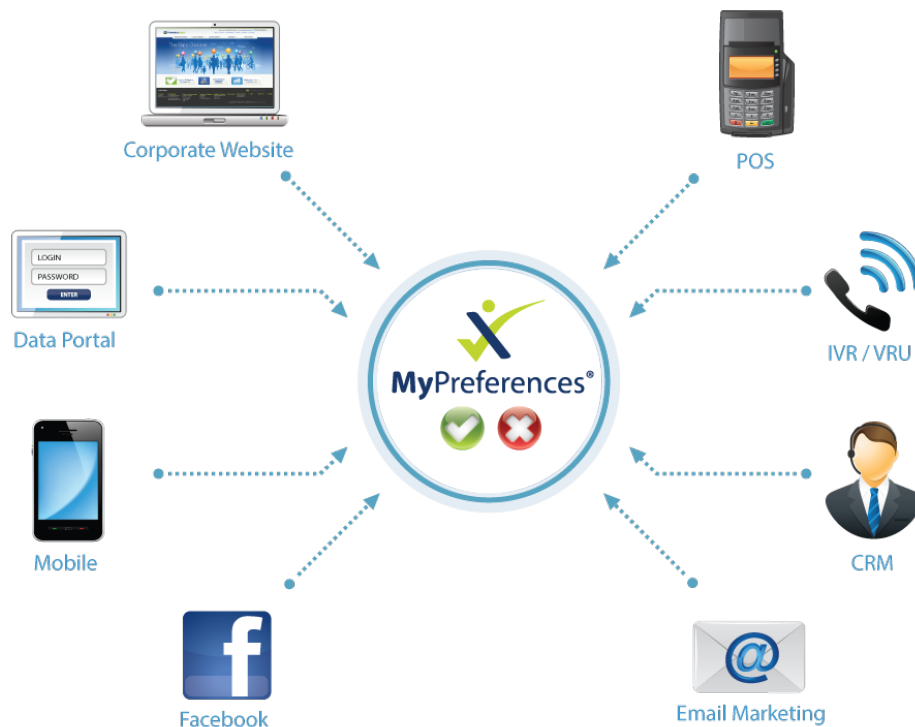 Corporate Website
POS
LOGIN
PASSWORD
ENTER
Data Portal
IVR / VRU
MyPreferences®
Mobile
CRM
Facebook
Email Marketing